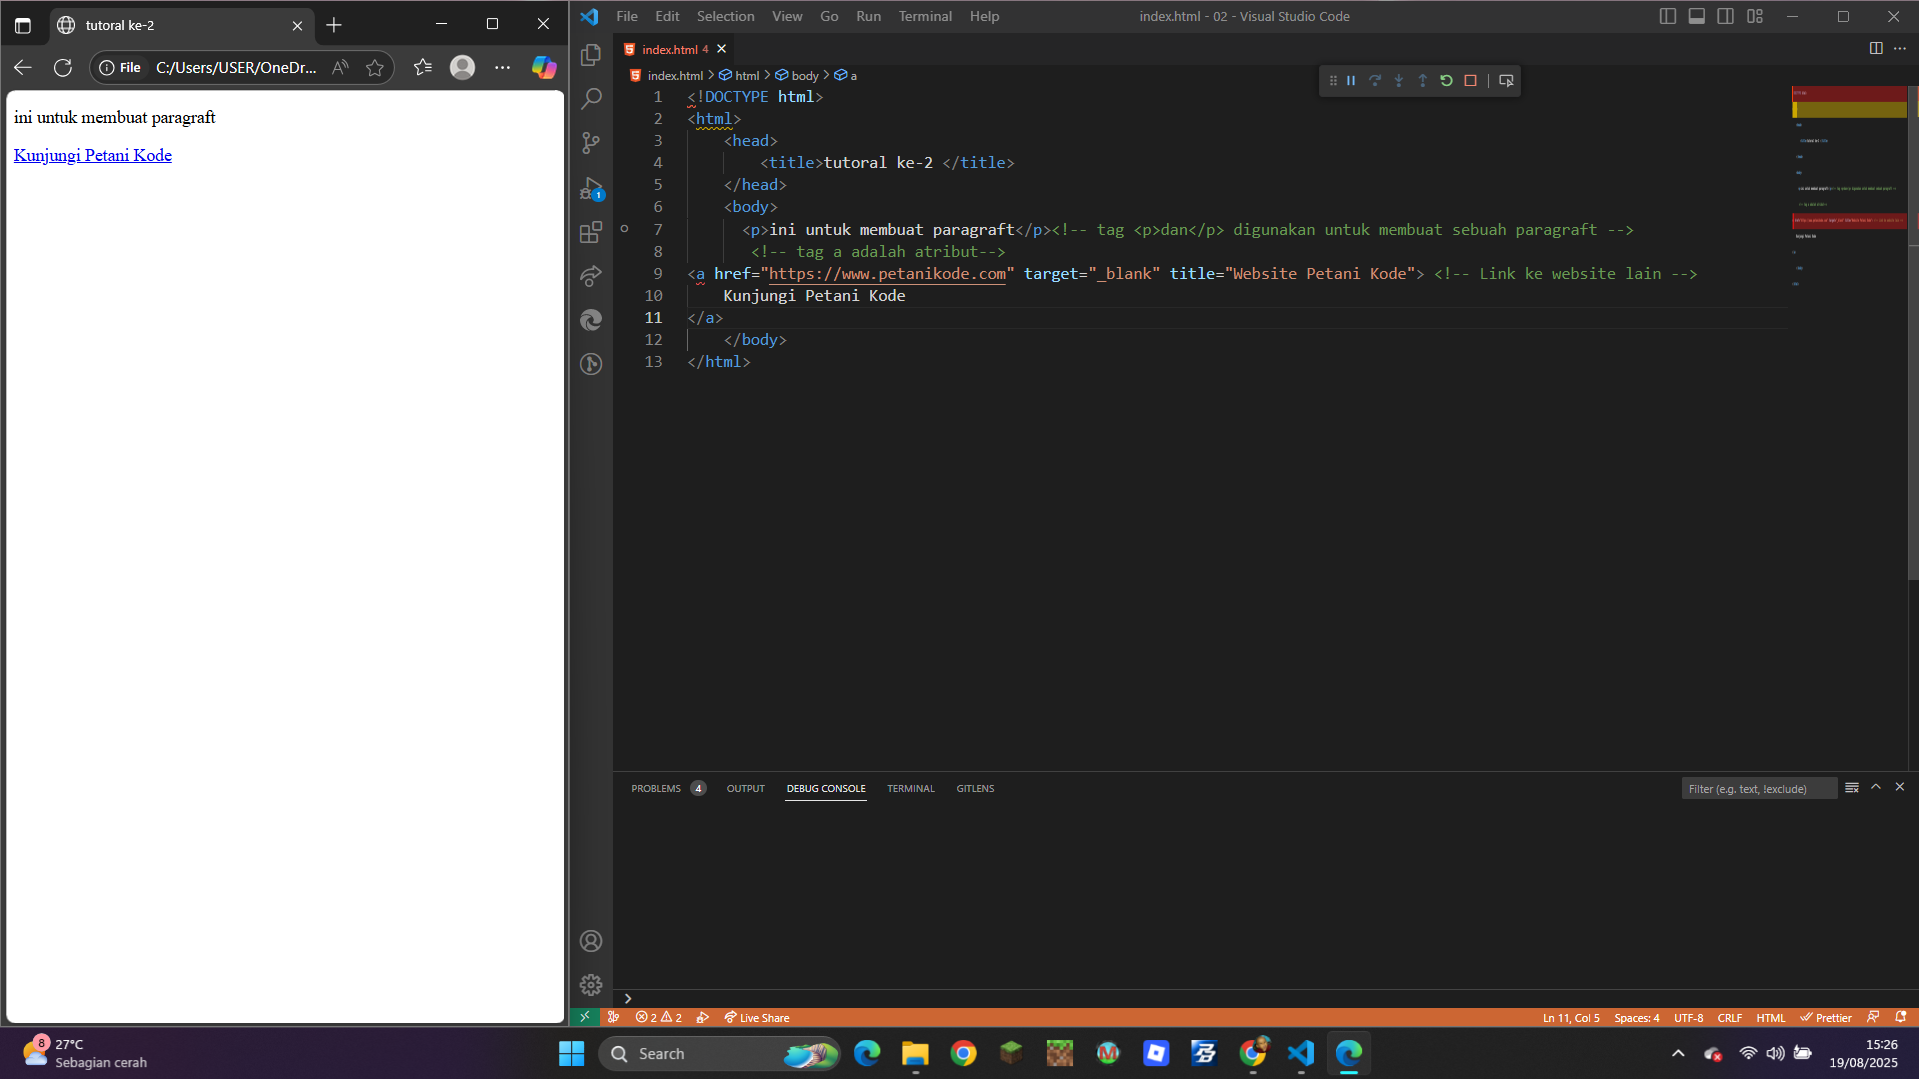 tutoral ke-2
File C:/Users/USER/OneDr...
ini untuk membuat paragraft
Kunjungi Petani Kode
File Edit Selection View Go Run Terminal Help
index.html - 02 - Visual Studio Code
index.html 4
index.html > html > body > a
1 <!DOCTYPE html>
2 <html>
3 <head>
4 <title>tutoral ke-2 </title>
5 </head>
6 <body>
7 <p>ini untuk membuat paragraft</p><!-- tag <p>dan</p> digunakan untuk membuat sebuah paragraft -->
8 <!-- tag a adalah atribut-->
9 <a href="https://www.petanikode.com" target="_blank" title="Website Petani Kode"> <!-- Link ke website lain -->
10 Kunjungi Petani Kode
11 </a>
12 </body>
13 </html>
1
PROBLEMS 4 OUTPUT DEBUG CONSOLE TERMINAL GITLENS
Filter (e.g. text, !exclude)
2 2 Live Share
Ln 11, Col 5 Spaces: 4 UTF-8 CRLF HTML Prettier
8 27°C
Sebagian cerah
Search
15:26
19/08/2025